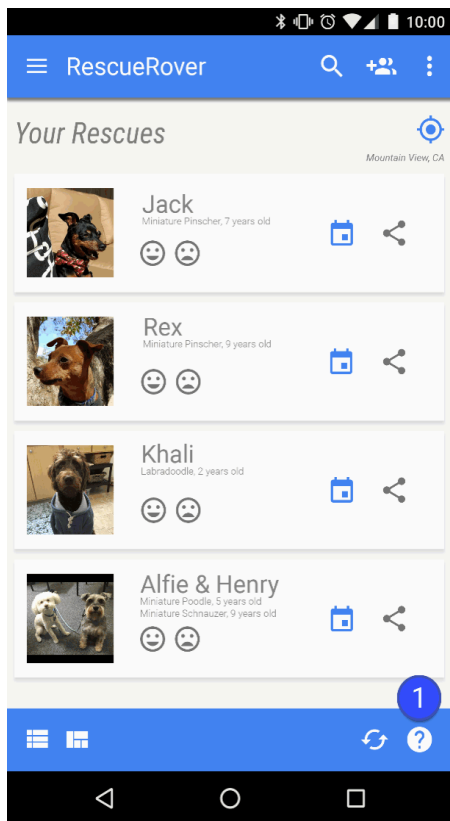 10:00
RescueRover
Your Rescues
Mountain View, CA
Jack
Miniature Pinscher, 7 years old
Rex
Miniature Pinscher, 9 years old
Khali
Labradoodle, 2 years old
Alfie & Henry
Miniature Poodle, 5 years old
Miniature Schnauzer, 9 years old
1
?